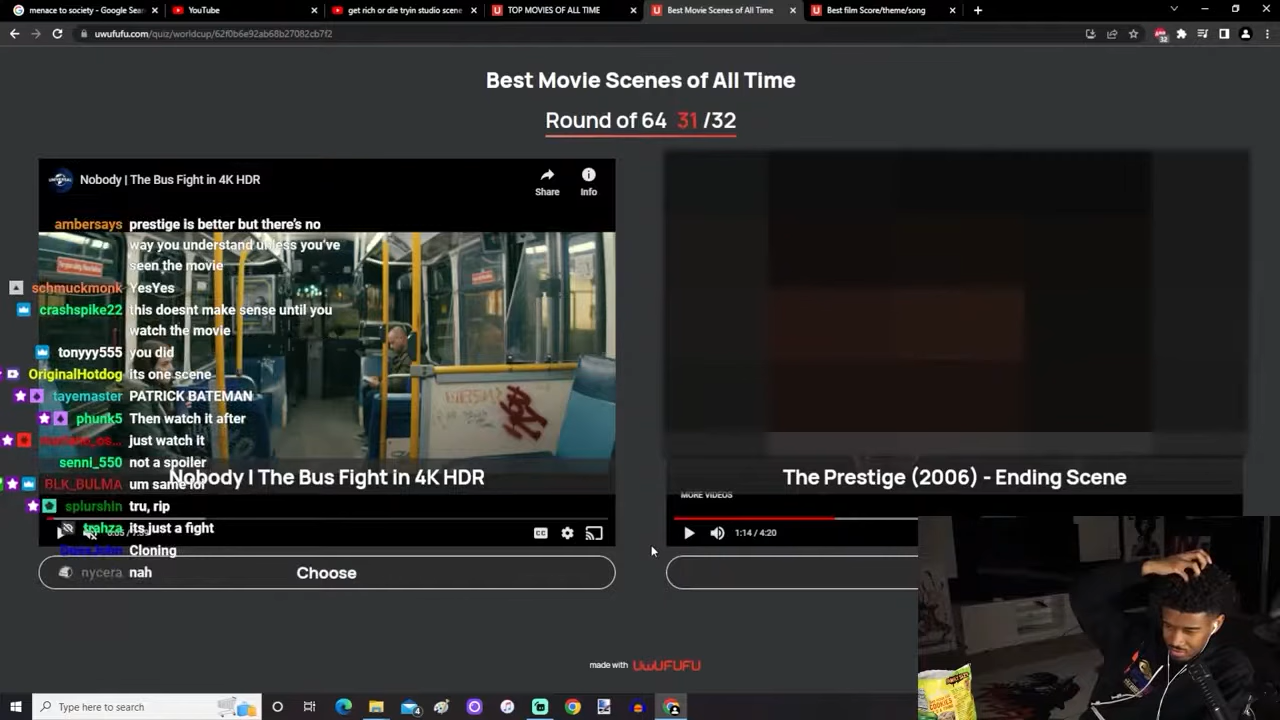 menace to society - Google Sear
YouTube
get rich or die tryin studio scene
TOP MOVIES OF ALL TIME
Best Movie Scenes of All Time
Best film Score/theme/song
uwufufu.com/quiz/worldcup/62f0b6e92ab68b27082cb7f2
32
Best Movie Scenes of All Time
Round of 64 31 /32
Nobody | The Bus Fight in 4K HDR
Share
Info
ambersays prestige is better but there's no
way you understand unless you've
seen the movie
schmuckmonk YesYes
crashspike22 this doesnt make sense until you
watch the movie
tonyyy555 you did
OriginalHotdog its one scene
tayemaster PATRICK BATEMAN
phunk5 Then watch it after
just watch it
senni_550 not a spoiler
Nobody | The Bus Fight in 4K HDR
BLK_BULMA um same lol
splurshin tru, rip
trahza its just a fight
Cloning
nycera nah
CC
Choose
The Prestige (2006) - Ending Scene
MORE VIDEOS
1:14 / 4:20
made with UWUFUFU
Type here to search
4